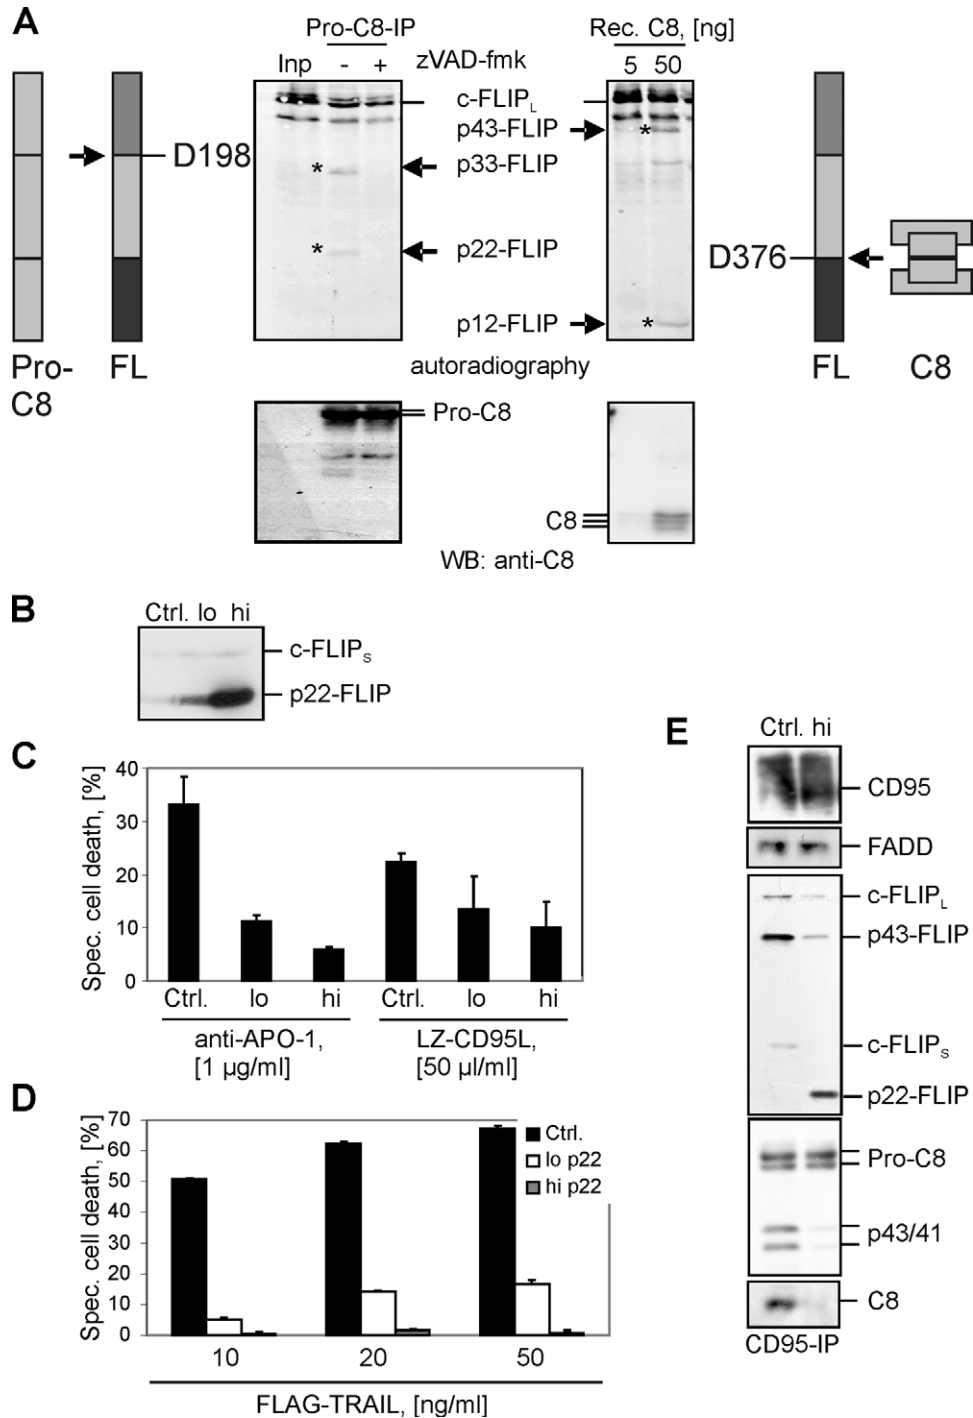 A
Pro-C8-IP
Rec. C8, [ng]
Inp - + zVAD-fmk 5 50
c-FLIPL
p43-FLIP
D198
p33-FLIP
p22-FLIP
D376
p12-FLIP
* * * *
Pro-C8
FL
autoradiography
FL
C8
Pro-C8
C8
WB: anti-C8
B
Ctrl. lo hi
c-FLIPS
p22-FLIP
C
Spec. cell death, [%]
40
30
20
10
0
Ctrl. lo hi Ctrl. lo hi
anti-APO-1, [1 µg/ml]
LZ-CD95L, [50 µl/ml]
D
Spec. cell death, [%]
70
60
50
40
30
20
10
0
Ctrl.
lo p22
hi p22
10 20 50
FLAG-TRAIL, [ng/ml]
E
Ctrl. hi
CD95
FADD
c-FLIPL
p43-FLIP
c-FLIPS
p22-FLIP
Pro-C8
p43/41
C8
CD95-IP